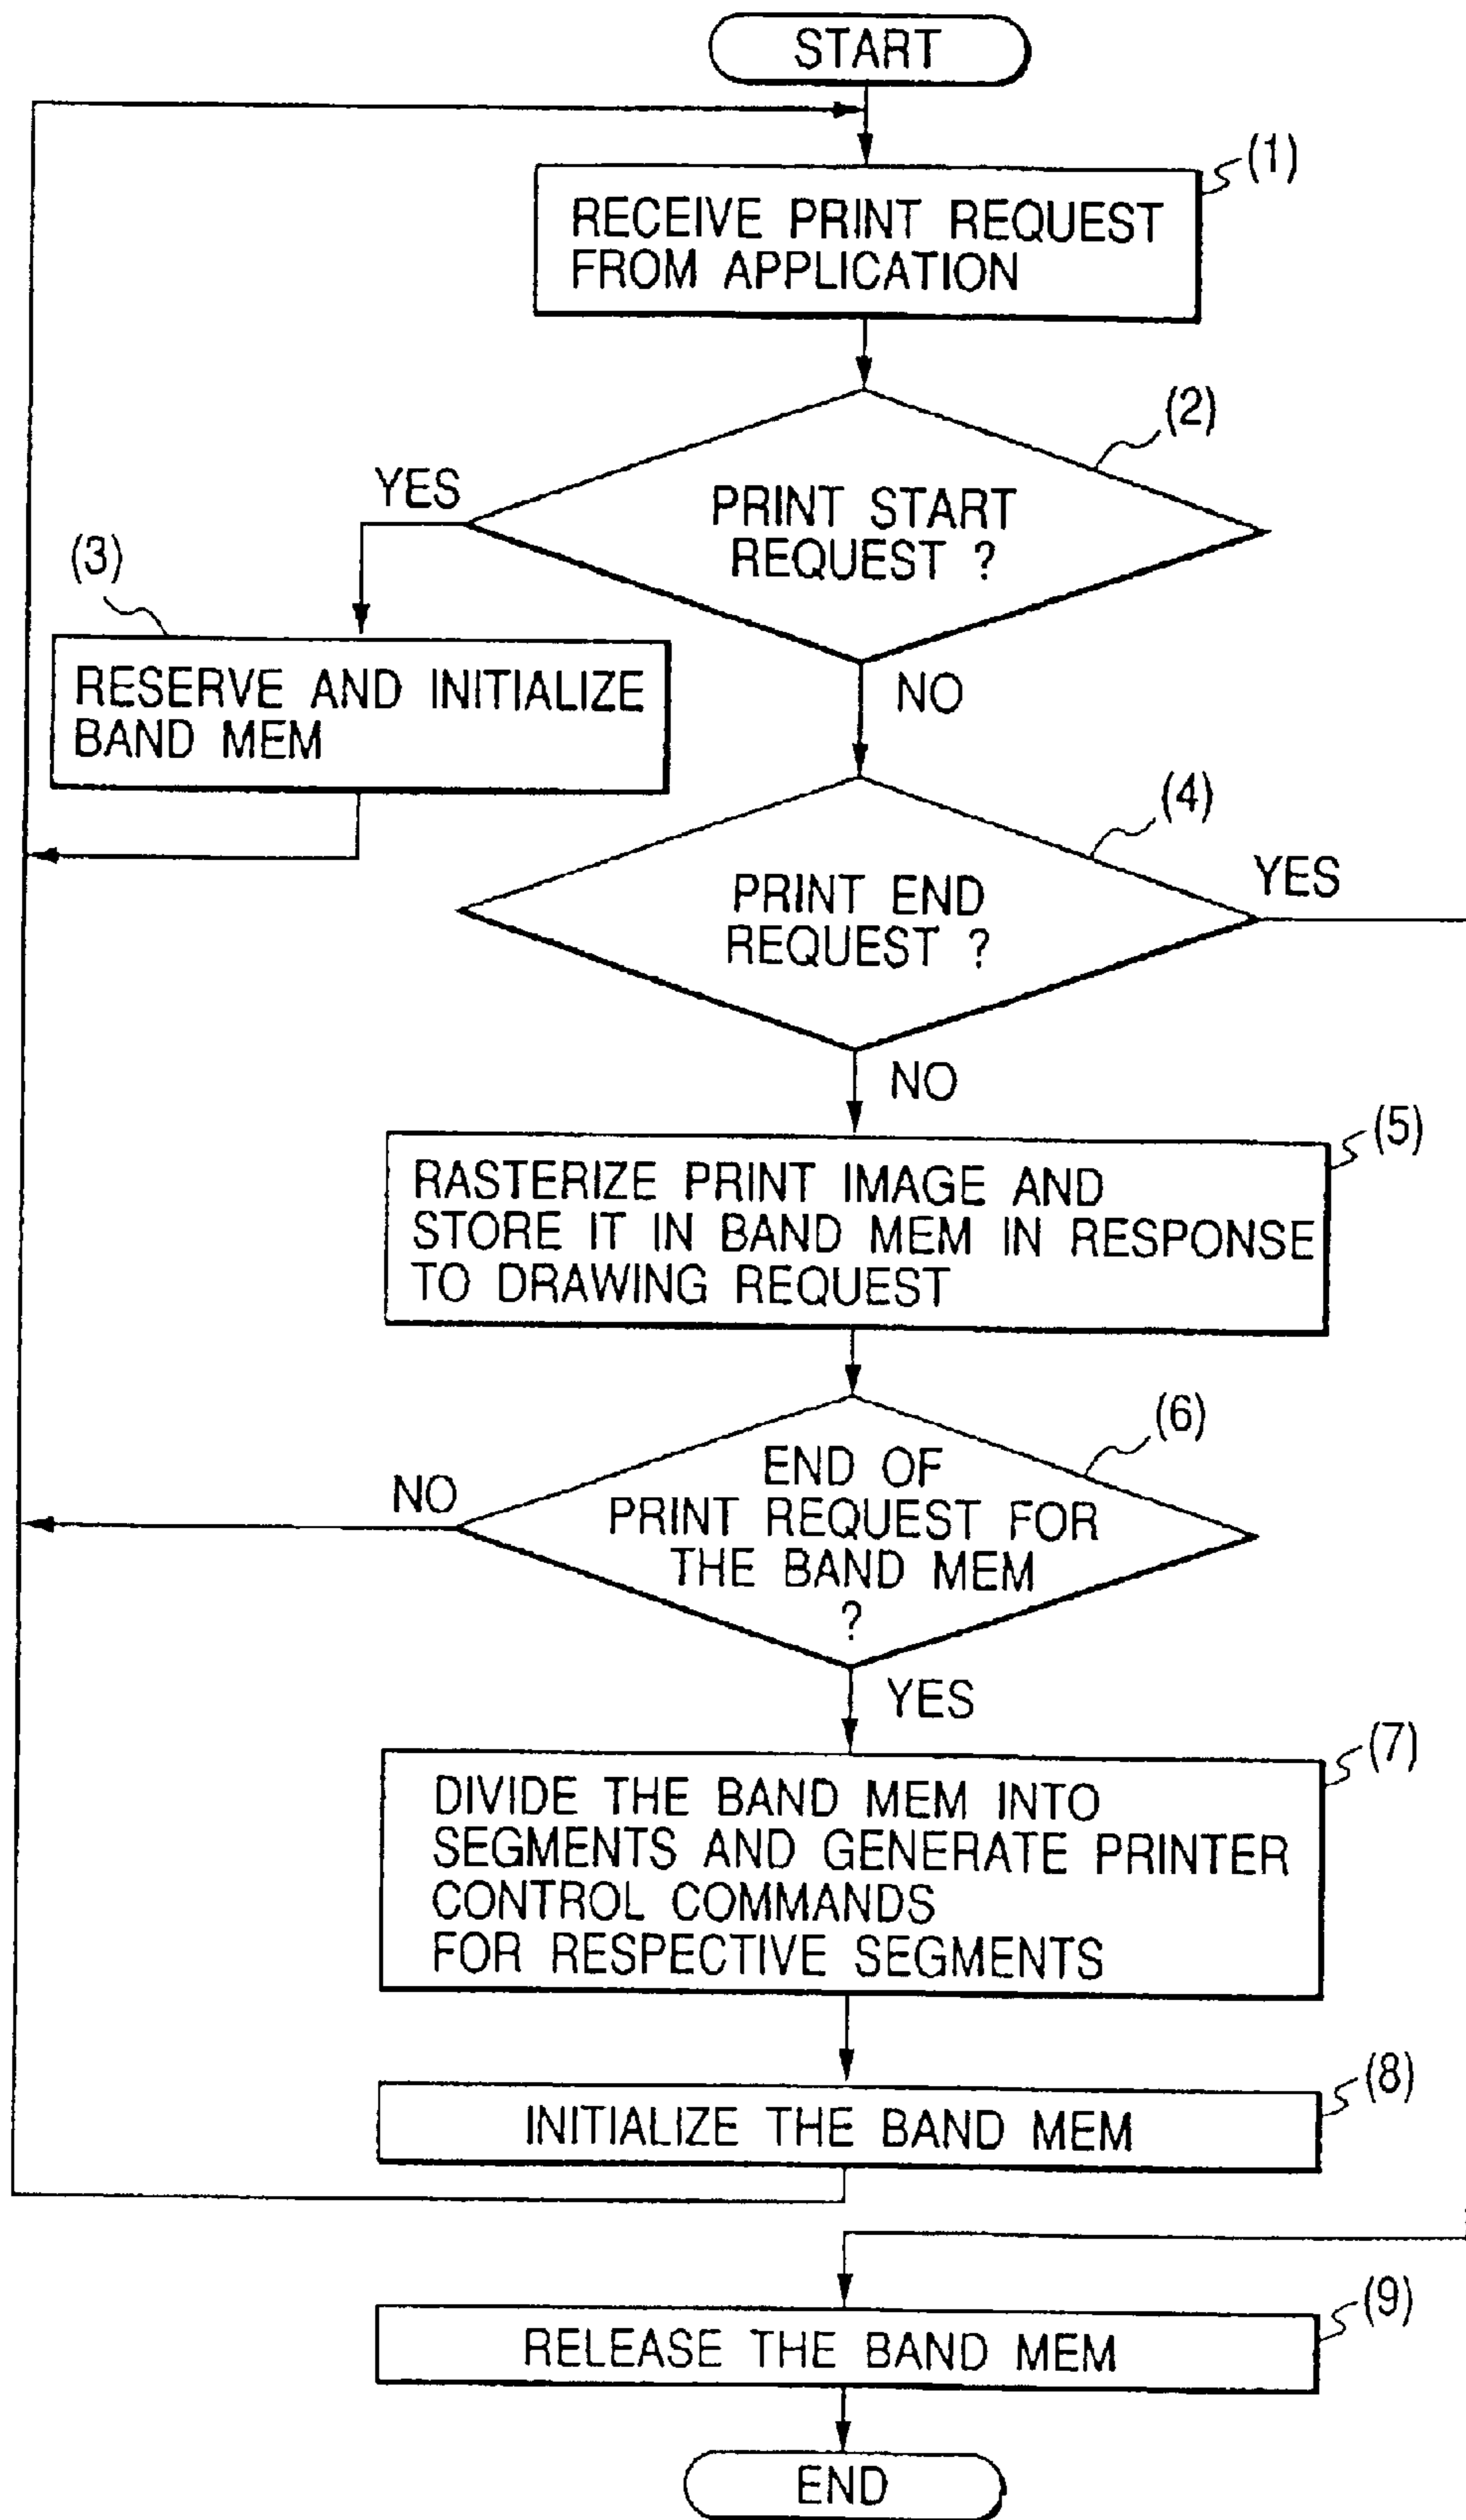 START
(1)
RECEIVE PRINT REQUEST
FROM APPLICATION
(2)
YES
PRINT START
REQUEST ?
(3)
NO
RESERVE AND INITIALIZE
BAND MEM
(4)
YES
PRINT END
REQUEST ?
NO
(5)
RASTERIZE PRINT IMAGE AND
STORE IT IN BAND MEM IN RESPONSE
TO DRAWING REQUEST
(6)
NO
END OF
PRINT REQUEST FOR
THE BAND MEM
?
YES
(7)
DIVIDE THE BAND MEM INTO
SEGMENTS AND GENERATE PRINTER
CONTROL COMMANDS
FOR RESPECTIVE SEGMENTS
(8)
INITIALIZE THE BAND MEM
(9)
RELEASE THE BAND MEM
END